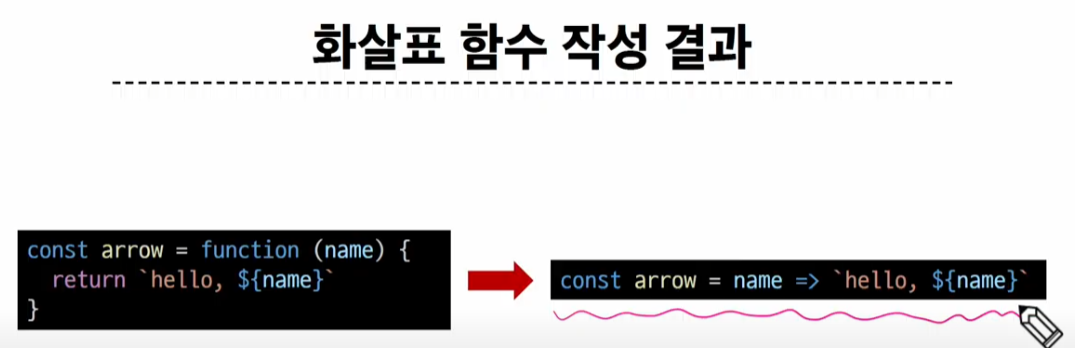 화살표 함수 작성 결과
const arrow = function (name) {
  return `hello, ${name}`
}
const arrow = name => `hello, ${name}`